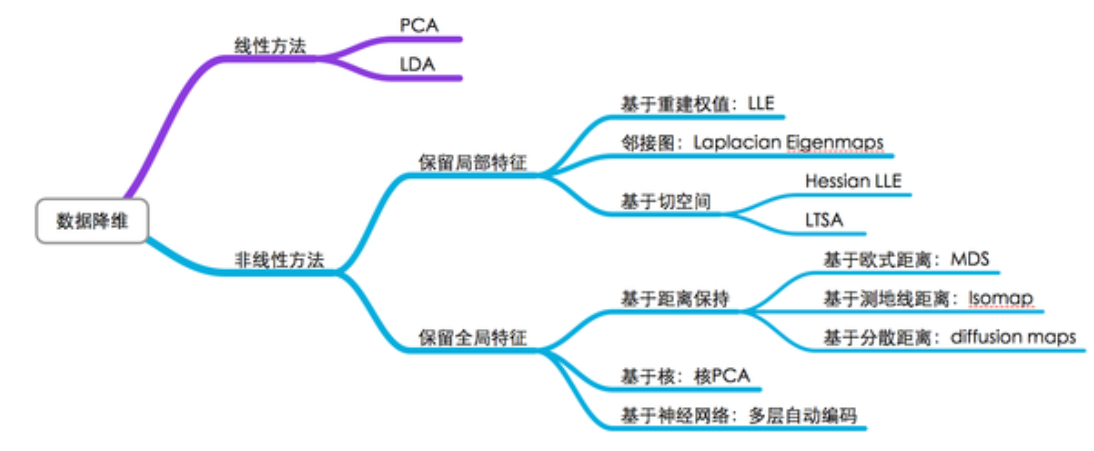 PCA
线性方法
LDA
基于重建权值：LLE
邻接图：Laplacian Eigenmaps
保留局部特征
Hessian LLE
基于切空间
LTSA
数据降维
非线性方法
基于欧式距离：MDS
基于距离保持
基于测地线距离：Isomap
保留全局特征
基于分散距离：diffusion maps
基于核：核PCA
基于神经网络：多层自动编码